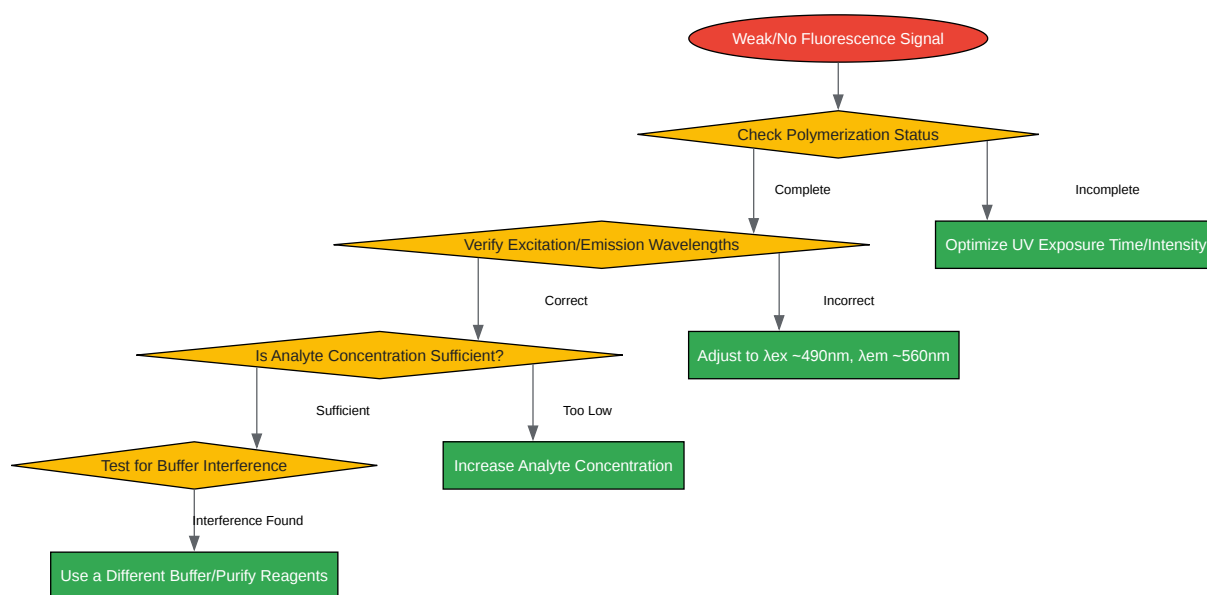 Weak/No Fluorescence Signal
Check Polymerization Status
Complete
Incomplete
Verify Excitation/Emission Wavelengths
Optimize UV Exposure Time/Intensity
Correct
Incorrect
Is Analyte Concentration Sufficient?
Adjust to λex ~490nm, λem ~560nm
Sufficient
Too Low
Test for Buffer Interference
Increase Analyte Concentration
Interference Found
Use a Different Buffer/Purify Reagents